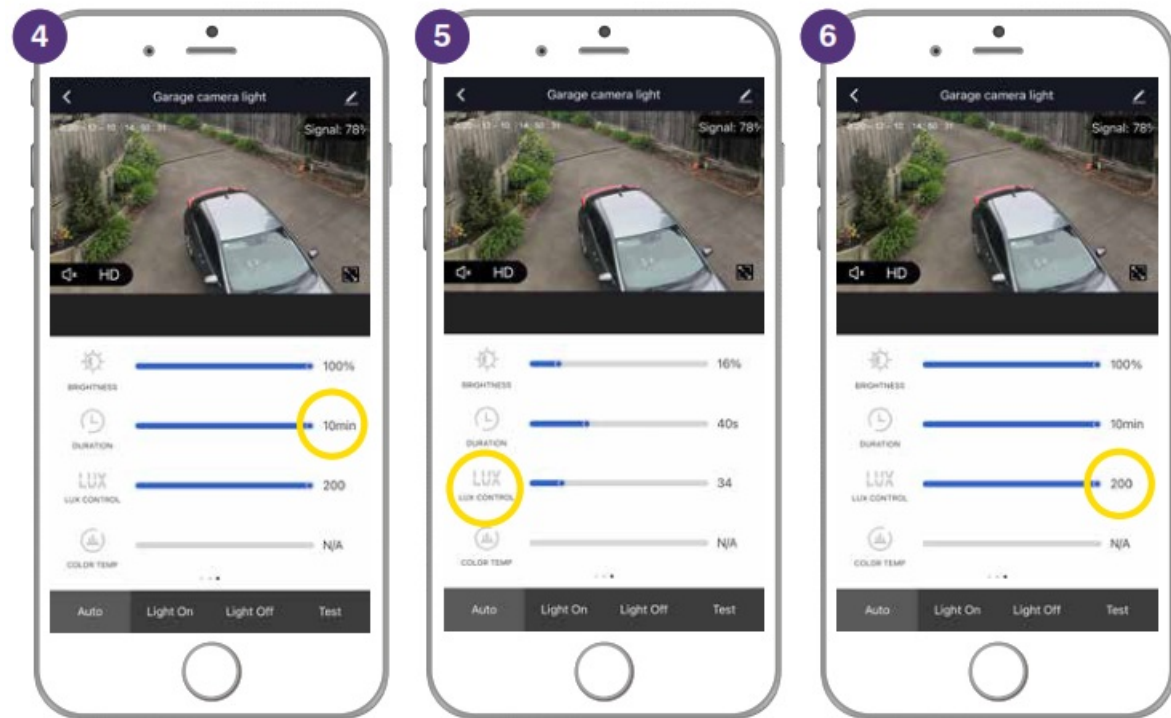 4
Garage camera light
Signal: 78%
HD
BRIGHTNESS
100%
DURATION
10min
LUX
LUX CONTROL
200
COLOR TEMP
N/A
Auto Light On Light Off Test
5
Garage camera light
Signal: 78%
HD
BRIGHTNESS
16%
DURATION
40s
LUX
LUX CONTROL
34
COLOR TEMP
N/A
Auto Light On Light Off Test
6
Garage camera light
Signal: 78%
HD
BRIGHTNESS
100%
DURATION
10min
LUX
LUX CONTROL
200
COLOR TEMP
N/A
Auto Light On Light Off Test